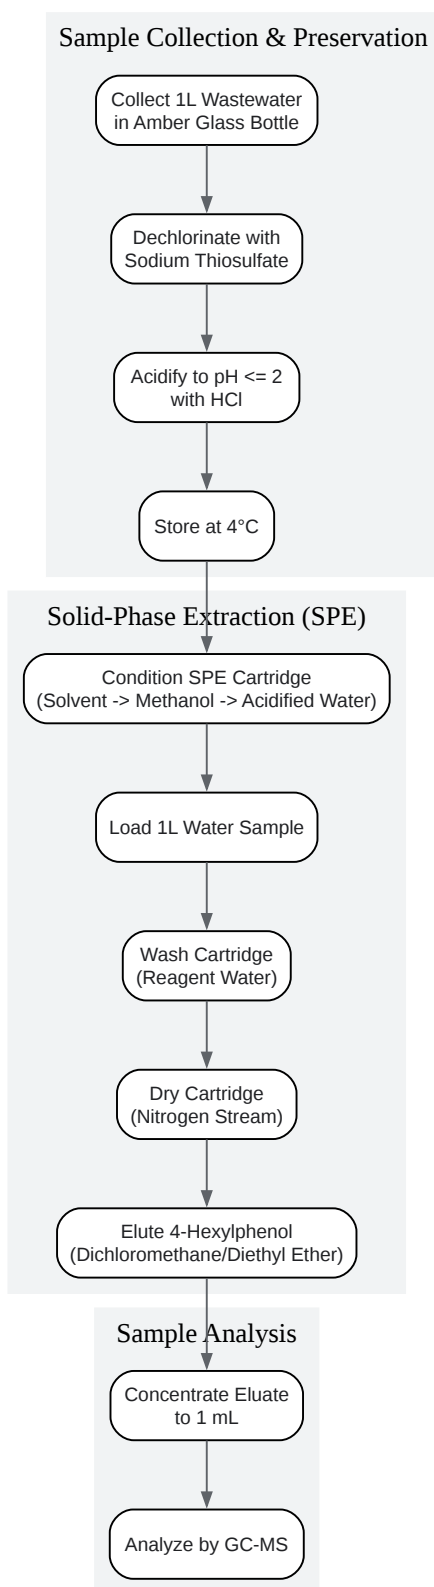 Sample Collection & Preservation
Collect 1L Wastewater
in Amber Glass Bottle
Dechlorinate with
Sodium Thiosulfate
Acidify to pH <= 2
with HCl
Store at 4°C
Solid-Phase Extraction (SPE)
Condition SPE Cartridge
(Solvent -> Methanol -> Acidified Water)
Load 1L Water Sample
Wash Cartridge
(Reagent Water)
Dry Cartridge
(Nitrogen Stream)
Elute 4-Hexylphenol
(Dichloromethane/Diethyl Ether)
Sample Analysis
Concentrate Eluate
to 1 mL
Analyze by GC-MS